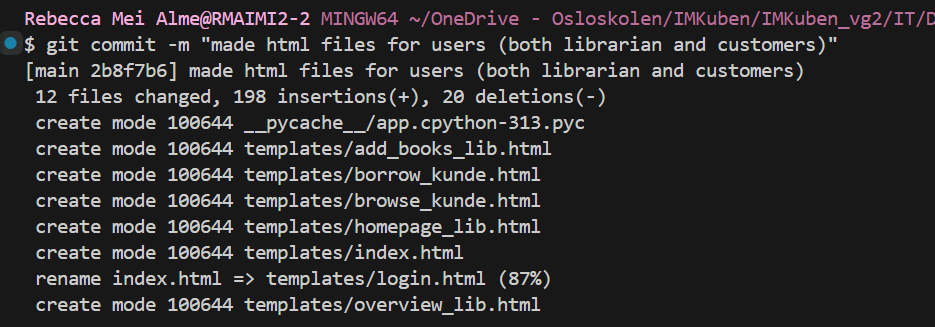 Rebecca Mei Alme@RMAIMI2-2 MINGW64 ~/OneDrive - Osloskolen/IMKuben/IMKuben_vg2/IT/D
$ git commit -m "made html files for users (both librarian and customers)"
[main 2b8f7b6] made html files for users (both librarian and customers)
 12 files changed, 198 insertions(+), 20 deletions(-)
 create mode 100644 __pycache__/app.cpython-313.pyc
 create mode 100644 templates/add_books_lib.html
 create mode 100644 templates/borrow_kunde.html
 create mode 100644 templates/browse_kunde.html
 create mode 100644 templates/homepage_lib.html
 create mode 100644 templates/index.html
 rename index.html => templates/login.html (87%)
 create mode 100644 templates/overview_lib.html